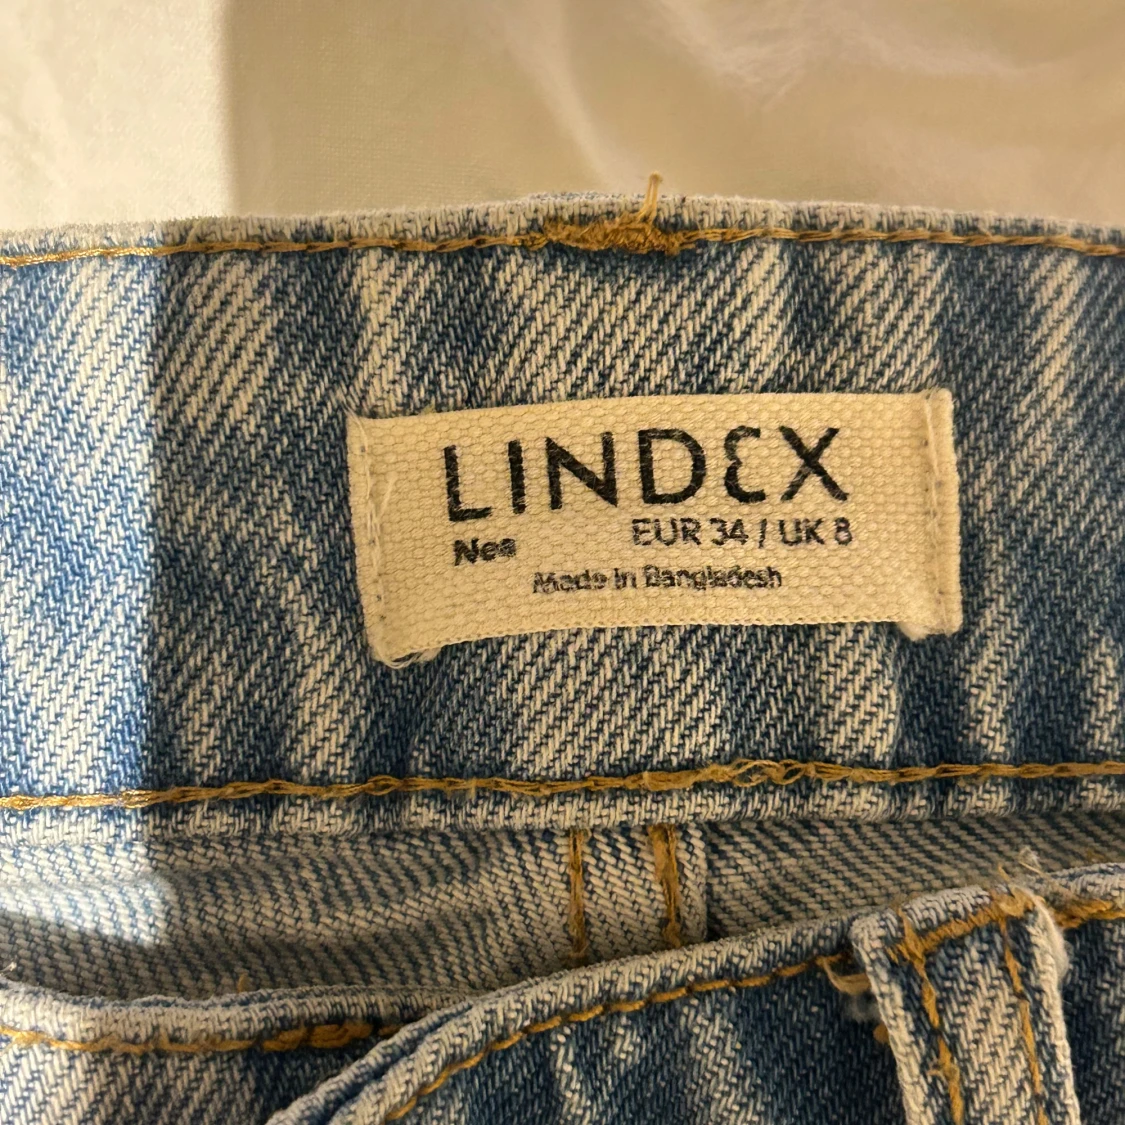 LINDEX
Nea EUR 34 / UK 8
Made in Bangladesh